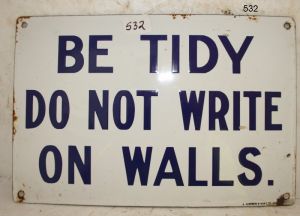 532
532
BE TIDY
DO NOT WRITE
ON WALLS.